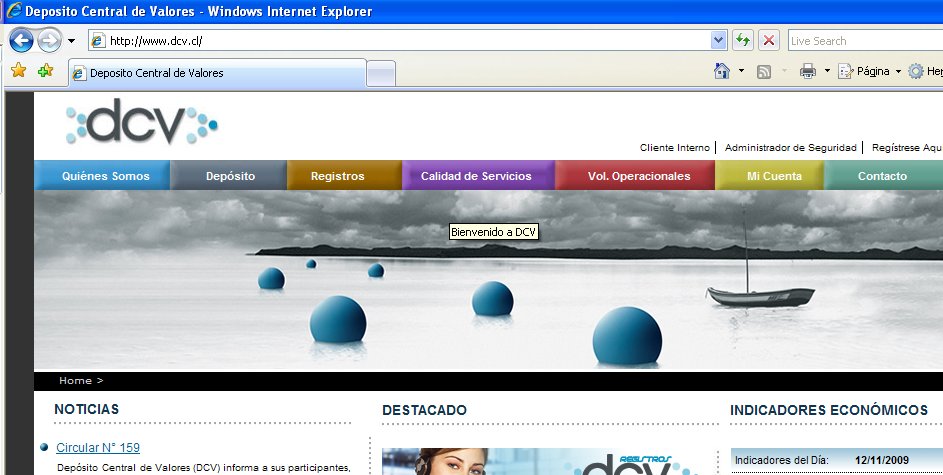 Deposito Central de Valores - Windows Internet Explorer
http://www.dcv.cl/
Live Search
Deposito Central de Valores
Página
dcv
Cliente Interno | Administrador de Seguridad | Regístrese Aqu
Quiénes Somos Depósito Registros Calidad de Servicios Vol. Operacionales Mi Cuenta Contacto
Bienvenido a DCV
Home >
NOTICIAS
DESTACADO
INDICADORES ECONÓMICOS
Circular N° 159
Depósito Central de Valores (DCV) informa a sus participantes,
REGISTROS
dcv
Indicadores del Día: 12/11/2009